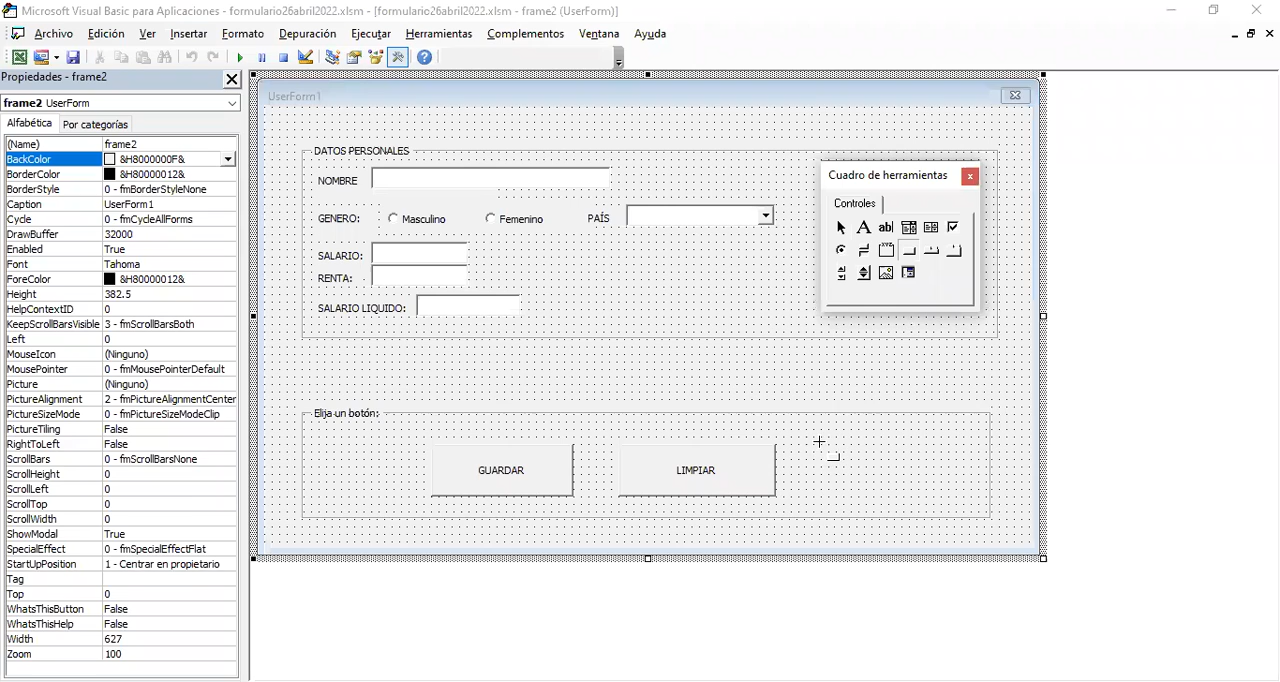 Microsoft Visual Basic para Aplicaciones - formulario26abril2022.xlsm - [formulario26abril2022.xlsm - frame2 (UserForm)]
Archivo Edición Ver Insertar Formato Depuración Ejecutar Herramientas Complementos Ventana Ayuda
Propiedades - frame2
frame2 UserForm
Alfabética Por categorías
(Name) frame2
BackColor &H8000000F&
BorderColor &H80000012&
BorderStyle 0 - fmBorderStyleNone
Caption UserForm1
Cycle 0 - fmCycleAllForms
DrawBuffer 32000
Enabled True
Font Tahoma
ForeColor &H80000012&
Height 382.5
HelpContextID 0
KeepScrollBarsVisible 3 - fmScrollBarsBoth
Left 0
MouseIcon (Ninguno)
MousePointer 0 - fmMousePointerDefault
Picture (Ninguno)
PictureAlignment 2 - fmPictureAlignmentCenter
PictureSizeMode 0 - fmPictureSizeModeClip
PictureTiling False
RightToLeft False
ScrollBars 0 - fmScrollBarsNone
ScrollHeight 0
ScrollLeft 0
ScrollTop 0
ScrollWidth 0
ShowModal True
SpecialEffect 0 - fmSpecialEffectFlat
StartUpPosition 1 - Centrar en propietario
Tag
Top 0
WhatsThisButton False
WhatsThisHelp False
Width 627
Zoom 100
UserForm1
DATOS PERSONALES
NOMBRE
GENERO: Masculino Femenino PAÍS
SALARIO:
RENTA:
SALARIO LIQUIDO:
Elija un botón:
GUARDAR LIMPIAR
Cuadro de herramientas
Controles
A ab|